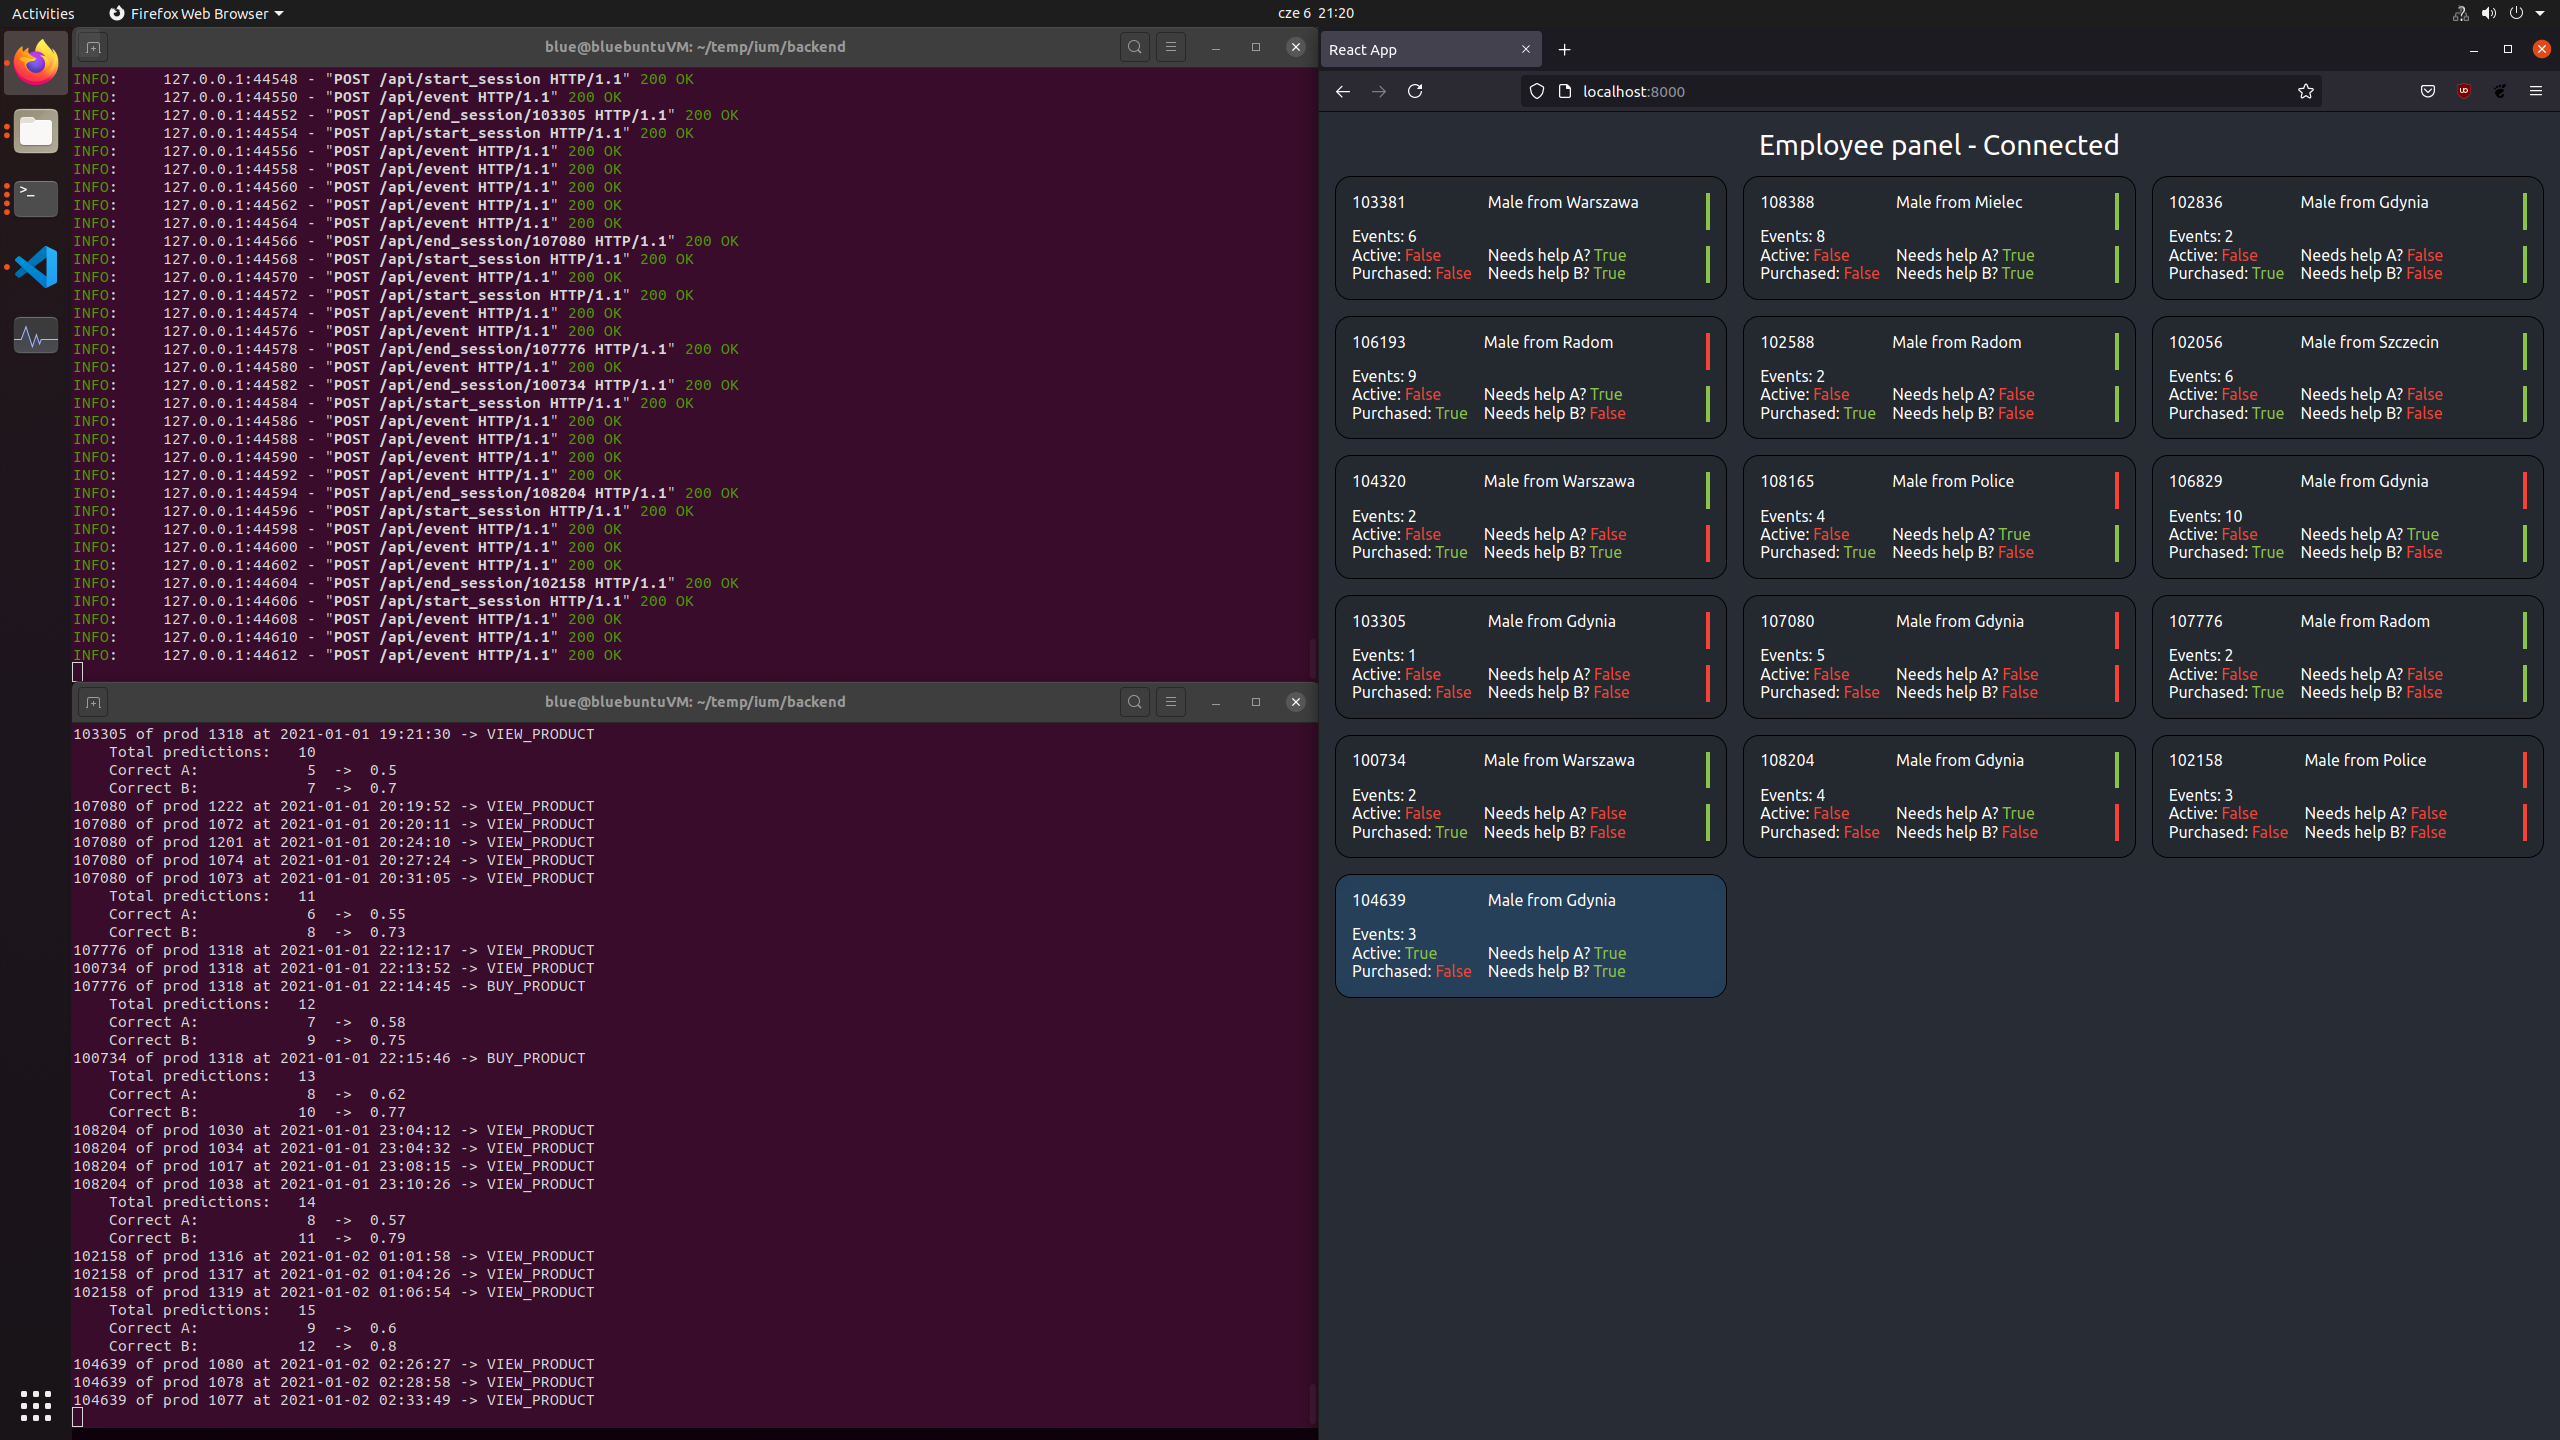 Activities
Firefox Web Browser
cze 6 21:20
blue@bluebuntuVM: ~/temp/ium/backend
INFO: 127.0.0.1:44548 - "POST /api/start_session HTTP/1.1" 200 OK
INFO: 127.0.0.1:44550 - "POST /api/event HTTP/1.1" 200 OK
INFO: 127.0.0.1:44552 - "POST /api/end_session/103305 HTTP/1.1" 200 OK
INFO: 127.0.0.1:44554 - "POST /api/start_session HTTP/1.1" 200 OK
INFO: 127.0.0.1:44556 - "POST /api/event HTTP/1.1" 200 OK
INFO: 127.0.0.1:44558 - "POST /api/event HTTP/1.1" 200 OK
INFO: 127.0.0.1:44560 - "POST /api/event HTTP/1.1" 200 OK
INFO: 127.0.0.1:44562 - "POST /api/event HTTP/1.1" 200 OK
INFO: 127.0.0.1:44564 - "POST /api/event HTTP/1.1" 200 OK
INFO: 127.0.0.1:44566 - "POST /api/end_session/107080 HTTP/1.1" 200 OK
INFO: 127.0.0.1:44568 - "POST /api/start_session HTTP/1.1" 200 OK
INFO: 127.0.0.1:44570 - "POST /api/event HTTP/1.1" 200 OK
INFO: 127.0.0.1:44572 - "POST /api/start_session HTTP/1.1" 200 OK
INFO: 127.0.0.1:44574 - "POST /api/event HTTP/1.1" 200 OK
INFO: 127.0.0.1:44576 - "POST /api/event HTTP/1.1" 200 OK
INFO: 127.0.0.1:44578 - "POST /api/end_session/107776 HTTP/1.1" 200 OK
INFO: 127.0.0.1:44580 - "POST /api/event HTTP/1.1" 200 OK
INFO: 127.0.0.1:44582 - "POST /api/end_session/100734 HTTP/1.1" 200 OK
INFO: 127.0.0.1:44584 - "POST /api/start_session HTTP/1.1" 200 OK
INFO: 127.0.0.1:44586 - "POST /api/event HTTP/1.1" 200 OK
INFO: 127.0.0.1:44588 - "POST /api/event HTTP/1.1" 200 OK
INFO: 127.0.0.1:44590 - "POST /api/event HTTP/1.1" 200 OK
INFO: 127.0.0.1:44592 - "POST /api/event HTTP/1.1" 200 OK
INFO: 127.0.0.1:44594 - "POST /api/end_session/108204 HTTP/1.1" 200 OK
INFO: 127.0.0.1:44596 - "POST /api/start_session HTTP/1.1" 200 OK
INFO: 127.0.0.1:44598 - "POST /api/event HTTP/1.1" 200 OK
INFO: 127.0.0.1:44600 - "POST /api/event HTTP/1.1" 200 OK
INFO: 127.0.0.1:44602 - "POST /api/event HTTP/1.1" 200 OK
INFO: 127.0.0.1:44604 - "POST /api/end_session/102158 HTTP/1.1" 200 OK
INFO: 127.0.0.1:44606 - "POST /api/start_session HTTP/1.1" 200 OK
INFO: 127.0.0.1:44608 - "POST /api/event HTTP/1.1" 200 OK
INFO: 127.0.0.1:44610 - "POST /api/event HTTP/1.1" 200 OK
INFO: 127.0.0.1:44612 - "POST /api/event HTTP/1.1" 200 OK
blue@bluebuntuVM: ~/temp/ium/backend
103305 of prod 1318 at 2021-01-01 19:21:30 -> VIEW_PRODUCT
Total predictions: 10
Correct A: 5 -> 0.5
Correct B: 7 -> 0.7
107080 of prod 1222 at 2021-01-01 20:19:52 -> VIEW_PRODUCT
107080 of prod 1072 at 2021-01-01 20:20:11 -> VIEW_PRODUCT
107080 of prod 1201 at 2021-01-01 20:24:10 -> VIEW_PRODUCT
107080 of prod 1074 at 2021-01-01 20:27:24 -> VIEW_PRODUCT
107080 of prod 1073 at 2021-01-01 20:31:05 -> VIEW_PRODUCT
Total predictions: 11
Correct A: 6 -> 0.55
Correct B: 8 -> 0.73
107776 of prod 1318 at 2021-01-01 22:12:17 -> VIEW_PRODUCT
100734 of prod 1318 at 2021-01-01 22:13:52 -> VIEW_PRODUCT
107776 of prod 1318 at 2021-01-01 22:14:45 -> BUY_PRODUCT
Total predictions: 12
Correct A: 7 -> 0.58
Correct B: 9 -> 0.75
100734 of prod 1318 at 2021-01-01 22:15:46 -> BUY_PRODUCT
Total predictions: 13
Correct A: 8 -> 0.62
Correct B: 10 -> 0.77
108204 of prod 1030 at 2021-01-01 23:04:12 -> VIEW_PRODUCT
108204 of prod 1034 at 2021-01-01 23:04:32 -> VIEW_PRODUCT
108204 of prod 1017 at 2021-01-01 23:08:15 -> VIEW_PRODUCT
108204 of prod 1038 at 2021-01-01 23:10:26 -> VIEW_PRODUCT
Total predictions: 14
Correct A: 8 -> 0.57
Correct B: 11 -> 0.79
102158 of prod 1316 at 2021-01-02 01:01:58 -> VIEW_PRODUCT
102158 of prod 1317 at 2021-01-02 01:04:26 -> VIEW_PRODUCT
102158 of prod 1319 at 2021-01-02 01:06:54 -> VIEW_PRODUCT
Total predictions: 15
Correct A: 9 -> 0.6
Correct B: 12 -> 0.8
104639 of prod 1080 at 2021-01-02 02:26:27 -> VIEW_PRODUCT
104639 of prod 1078 at 2021-01-02 02:28:58 -> VIEW_PRODUCT
104639 of prod 1077 at 2021-01-02 02:33:49 -> VIEW_PRODUCT
React App
localhost:8000
Employee panel - Connected
103381 Male from Warszawa
Events: 6
Active: False Needs help A? True
Purchased: False Needs help B? True
108388 Male from Mielec
Events: 8
Active: False Needs help A? True
Purchased: False Needs help B? True
102836 Male from Gdynia
Events: 2
Active: False Needs help A? False
Purchased: True Needs help B? False
106193 Male from Radom
Events: 9
Active: False Needs help A? True
Purchased: True Needs help B? False
102588 Male from Radom
Events: 2
Active: False Needs help A? False
Purchased: True Needs help B? False
102056 Male from Szczecin
Events: 6
Active: False Needs help A? False
Purchased: True Needs help B? False
104320 Male from Warszawa
Events: 2
Active: False Needs help A? False
Purchased: True Needs help B? True
108165 Male from Police
Events: 4
Active: False Needs help A? True
Purchased: True Needs help B? False
106829 Male from Gdynia
Events: 10
Active: False Needs help A? True
Purchased: True Needs help B? False
103305 Male from Gdynia
Events: 1
Active: False Needs help A? False
Purchased: False Needs help B? False
107080 Male from Gdynia
Events: 5
Active: False Needs help A? False
Purchased: False Needs help B? False
107776 Male from Radom
Events: 2
Active: False Needs help A? False
Purchased: True Needs help B? False
100734 Male from Warszawa
Events: 2
Active: False Needs help A? False
Purchased: True Needs help B? False
108204 Male from Gdynia
Events: 4
Active: False Needs help A? True
Purchased: False Needs help B? False
102158 Male from Police
Events: 3
Active: False Needs help A? False
Purchased: False Needs help B? False
104639 Male from Gdynia
Events: 3
Active: True Needs help A? True
Purchased: False Needs help B? True